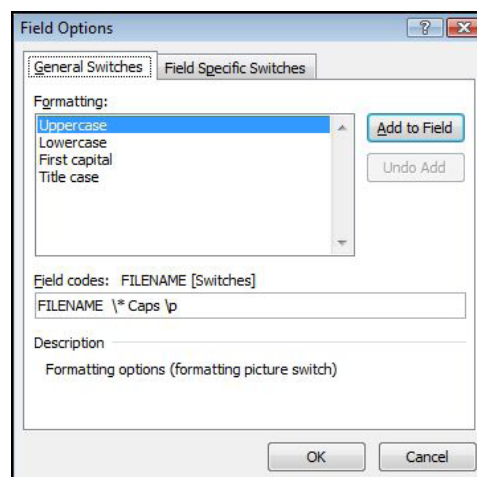 Field Options
General Switches
Field Specific Switches
Formatting:
Uppercase
Lowercase
First capital
Title case
Add to Field
Undo Add
Field codes: FILENAME [Switches]
FILENAME \* Caps \p
Description
Formatting options (formatting picture switch)
OK
Cancel